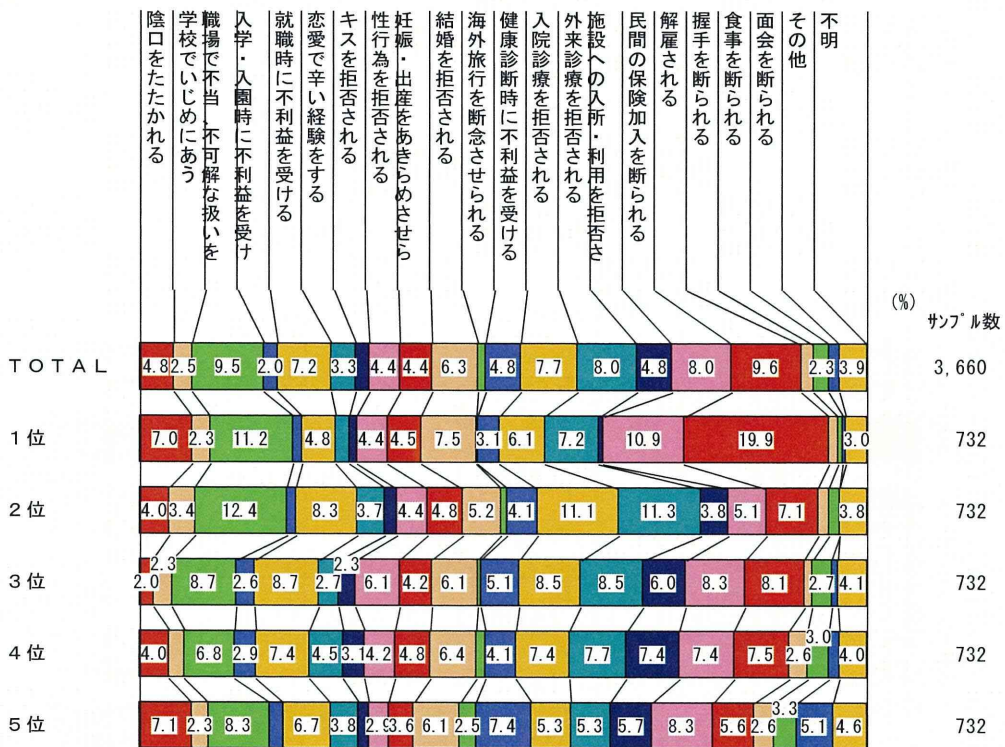 陰口をたたかれる
学校でいじめにあう
職場で不当、不可解な扱いを
入学・入園時に不利益を受け
就職時に不利益を受ける
恋愛で辛い経験をする
キスを拒否される
性行為を拒否される
妊娠・出産をあきらめさせら
結婚を拒否される
海外旅行を断念させられる
健康診断時に不利益を受ける
入院診療を拒否される
外来診療を拒否される
施設への入所・利用を拒否さ
民間の保険加入を断られる
解雇される
握手を断られる
食事を断られる
面会を断られる
その他
不明
(%)
サンプル数
TOTAL 4.8 2.5 9.5 2.0 7.2 3.3 4.4 4.4 6.3 4.8 7.7 8.0 4.8 8.0 9.6 2.3 3.9 3,660
1位 7.0 2.3 11.2 4.8 4.4 4.5 7.5 3.1 6.1 7.2 10.9 19.9 3.0 732
2位 4.0 3.4 12.4 8.3 3.7 4.4 4.8 5.2 4.1 11.1 11.3 3.8 5.1 7.1 3.8 732
3位 2.0 2.3 8.7 2.6 8.7 2.7 2.3 6.1 4.2 6.1 5.1 8.5 8.5 6.0 8.3 8.1 2.7 4.1 732
4位 4.0 6.8 2.9 7.4 4.5 3.1 4.2 4.8 6.4 4.1 7.4 7.7 7.4 7.4 7.5 2.6 3.0 4.0 732
5位 7.1 2.3 8.3 6.7 3.8 2.9 3.6 6.1 2.5 7.4 5.3 5.3 5.7 8.3 5.6 2.6 3.3 5.1 4.6 732